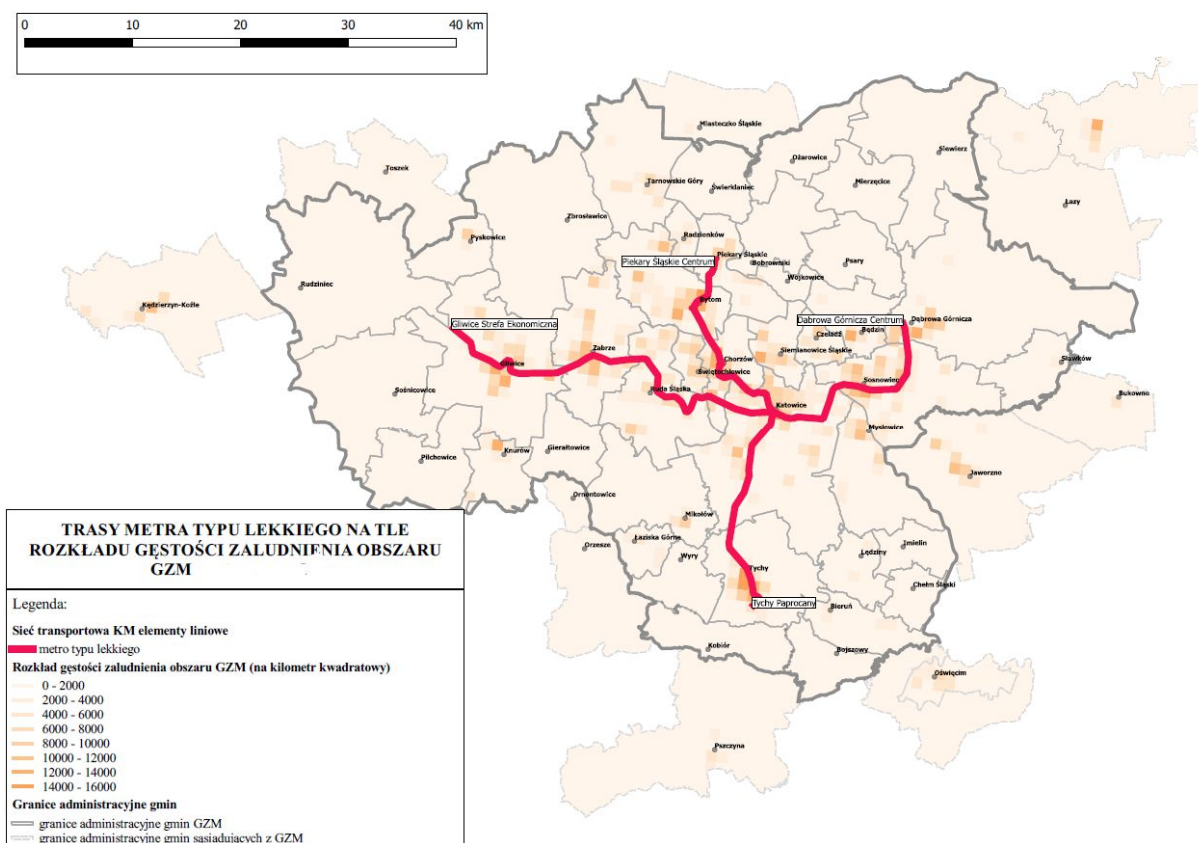 0 10 20 30 40 km
Miasteczko Śląskie
Ożarowice
Siewierz
Toszek
Tarnowskie Góry
Świerklaniec
Mierzęcice
Łazy
Zbrosławice
Pyskowice
Radzionków
Piekary Śląskie
Piekary Śląskie Centrum
Bobrowniki
Psary
Wojkowice
Rudziniec
Kędzierzyn-Koźle
Bytom
Gliwice Strefa Ekonomiczna
Dąbrowa Górnicza Centrum
Dąbrowa Górnicza
Czeladź
Będzin
Zabrze
Siemianowice Śląskie
Chorzów
Gliwice
Świętochłowice
Sławków
Sosnowiec
Sośnicowice
Ruda Śląska
Bukowno
Katowice
Mysłowice
Knurów
Gierałtowice
Pilchowice
Jaworzno
Ornontowice
Mikołów
Łaziska Górne
Orzesze
Wyry
Imielin
Lędziny
Tychy
Chełm Śląski
Tychy Paprocany
Bieruń
Kobiór
Bojszowy
Oświęcim
Pszczyna
TRASY METRA TYPU LEKKIEGO NA TLE
ROZKŁADU GĘSTOŚCI ZALUDNIENIA OBSZARU
GZM
Legenda:
Sieć transportowa KM elementy liniowe
metro typu lekkiego
Rozkład gęstości zaludnienia obszaru GZM (na kilometr kwadratowy)
0 - 2000
2000 - 4000
4000 - 6000
6000 - 8000
8000 - 10000
10000 - 12000
12000 - 14000
14000 - 16000
Granice administracyjne gmin
granice administracyjne gmin GZM
granice administracyjne gmin sąsiadujących z GZM